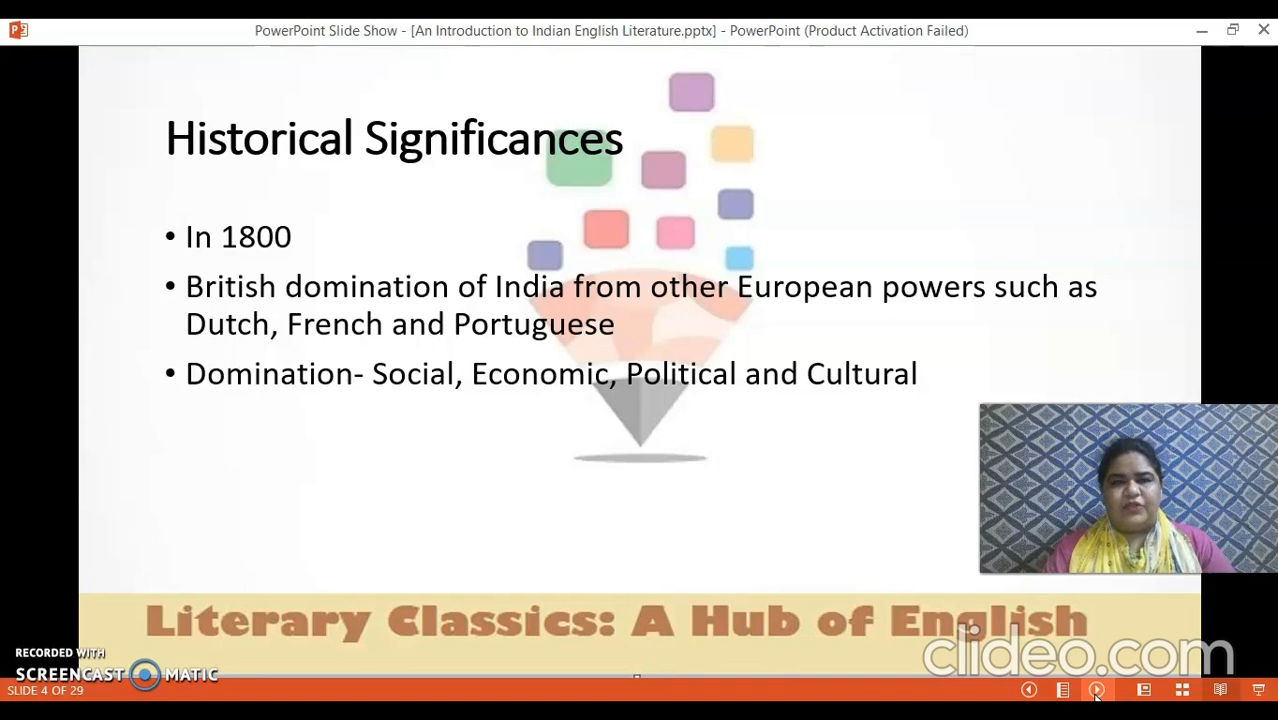 PowerPoint Slide Show - [An Introduction to Indian English Literature.pptx] - PowerPoint (Product Activation Failed)
Historical Significances
• In 1800
• British domination of India from other European powers such as
Dutch, French and Portuguese
• Domination- Social, Economic, Political and Cultural
Literary Classics: A Hub of English
clideo.com
RECORDED WITH
SCREENCAST MATIC
SLIDE 4 OF 29